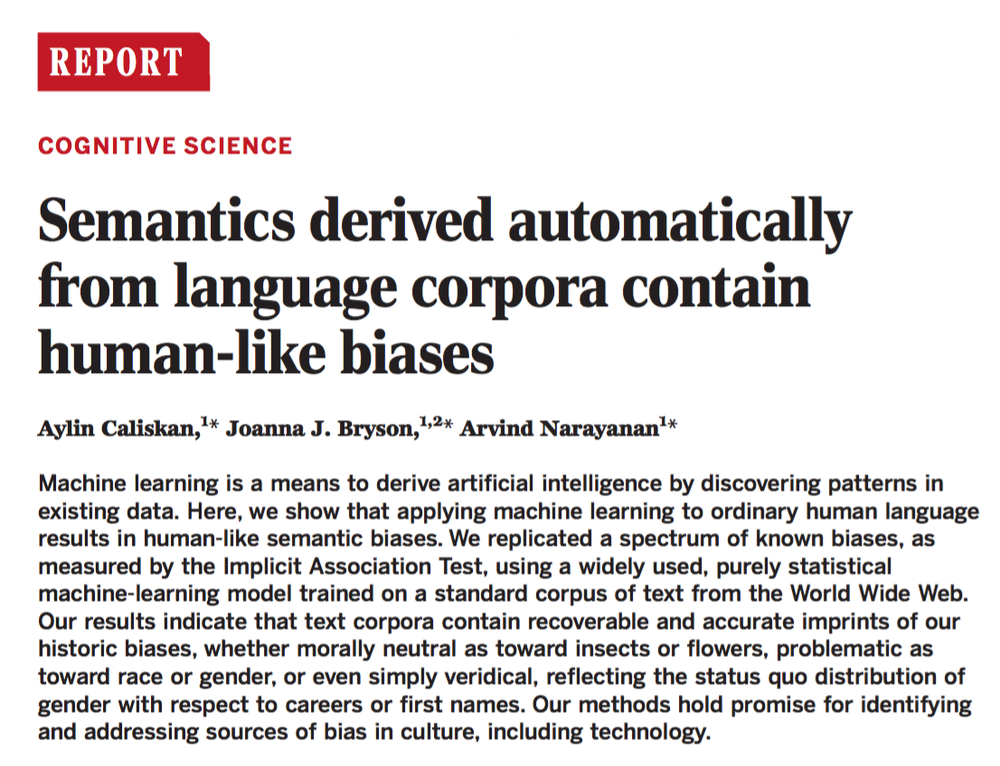 REPORT
COGNITIVE SCIENCE
Semantics derived automatically
from language corpora contain
human-like biases
Aylin Caliskan,1* Joanna J. Bryson,1,2* Arvind Narayanan1*
Machine learning is a means to derive artificial intelligence by discovering patterns in
existing data. Here, we show that applying machine learning to ordinary human language
results in human-like semantic biases. We replicated a spectrum of known biases, as
measured by the Implicit Association Test, using a widely used, purely statistical
machine-learning model trained on a standard corpus of text from the World Wide Web.
Our results indicate that text corpora contain recoverable and accurate imprints of our
historic biases, whether morally neutral as toward insects or flowers, problematic as
toward race or gender, or even simply veridical, reflecting the status quo distribution of
gender with respect to careers or first names. Our methods hold promise for identifying
and addressing sources of bias in culture, including technology.